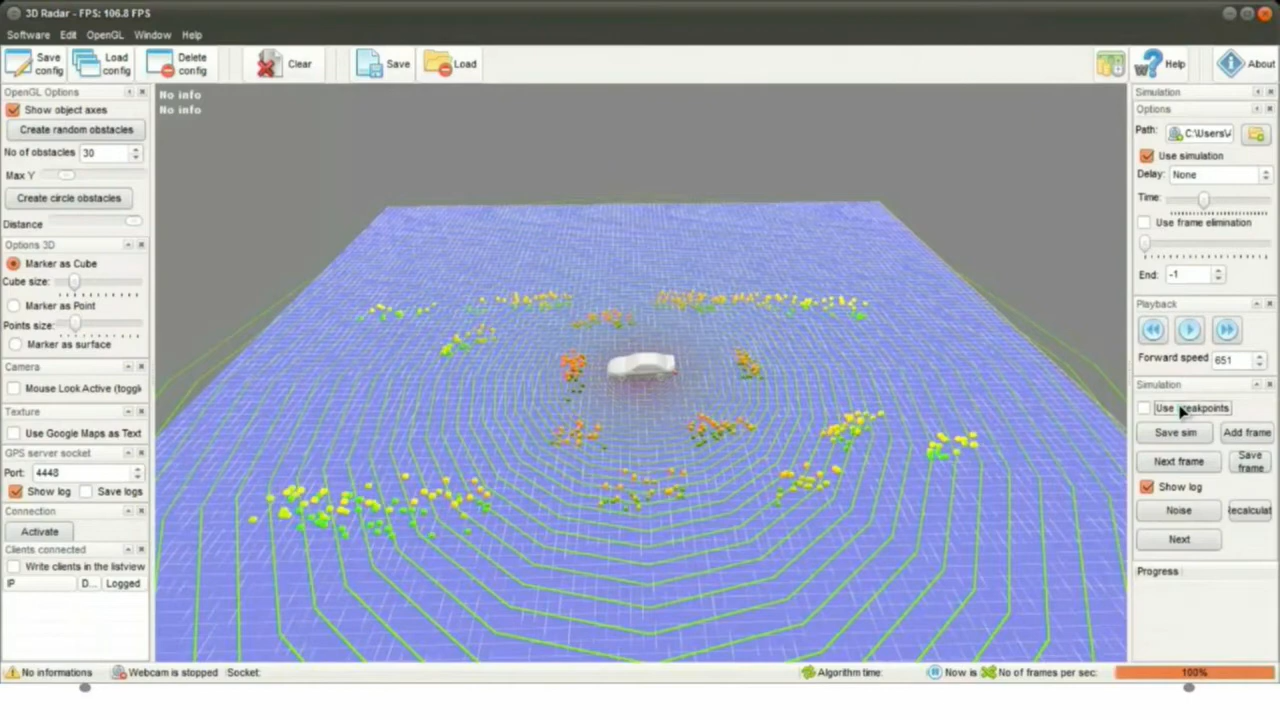 3D Radar - FPS: 106.8 FPS
Software Edit OpenGL Window Help
Save config
Load config
Delete config
Clear
Save
Load
Help
About
OpenGL Options
Show object axes
Create random obstacles
No of obstacles 30
Max Y
Create circle obstacles
Distance
Options 3D
Marker as Cube
Cube size:
Marker as Point
Points size:
Marker as surface
Camera
Mouse Look Active (toggl
Texture
Use Google Maps as Text
GPS server socket
Port: 4448
Show log Save logs
Connection
Activate
Clients connected
Write clients in the listview
IP D... Logged
No info
No info
Simulation
Options
Path: C:\Users\
Use simulation
Delay: None
Time:
Use frame elimination
End: -1
Playback
Forward speed 651
Simulation
Use breakpoints
Save sim Add frame
Next frame Save frame
Show log
Noise Recalculat
Next
Progress
No informations Webcam is stopped Socket: Algorithm time: Now is No of frames per sec: 100%